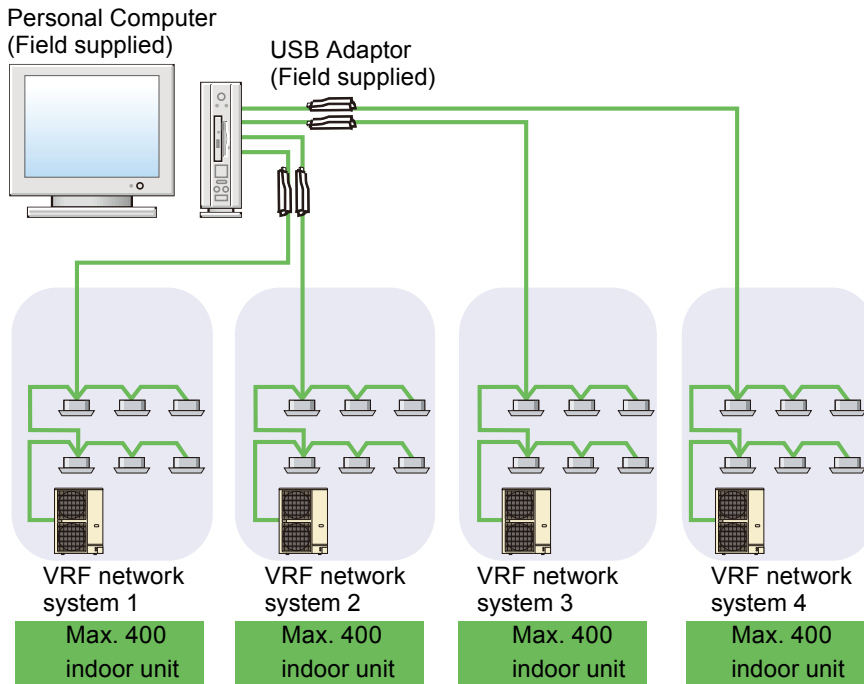 Personal Computer
(Field supplied)
USB Adaptor
(Field supplied)
VRF network
system 1
VRF network
system 2
VRF network
system 3
VRF network
system 4
Max. 400
indoor unit
Max. 400
indoor unit
Max. 400
indoor unit
Max. 400
indoor unit